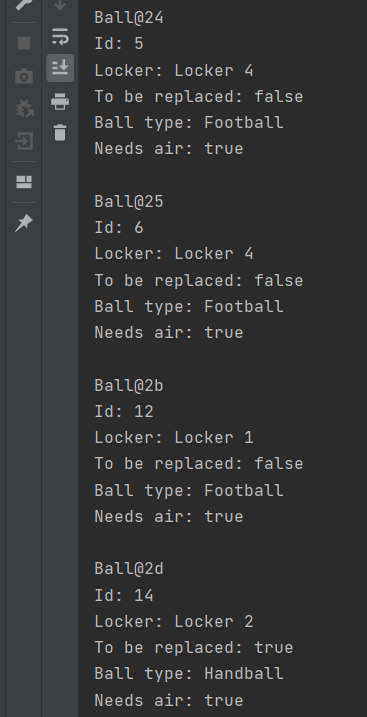 Ball@24
Id: 5
Locker: Locker 4
To be replaced: false
Ball type: Football
Needs air: true
Ball@25
Id: 6
Locker: Locker 4
To be replaced: false
Ball type: Football
Needs air: true
Ball@2b
Id: 12
Locker: Locker 1
To be replaced: false
Ball type: Football
Needs air: true
Ball@2d
Id: 14
Locker: Locker 2
To be replaced: true
Ball type: Handball
Needs air: true